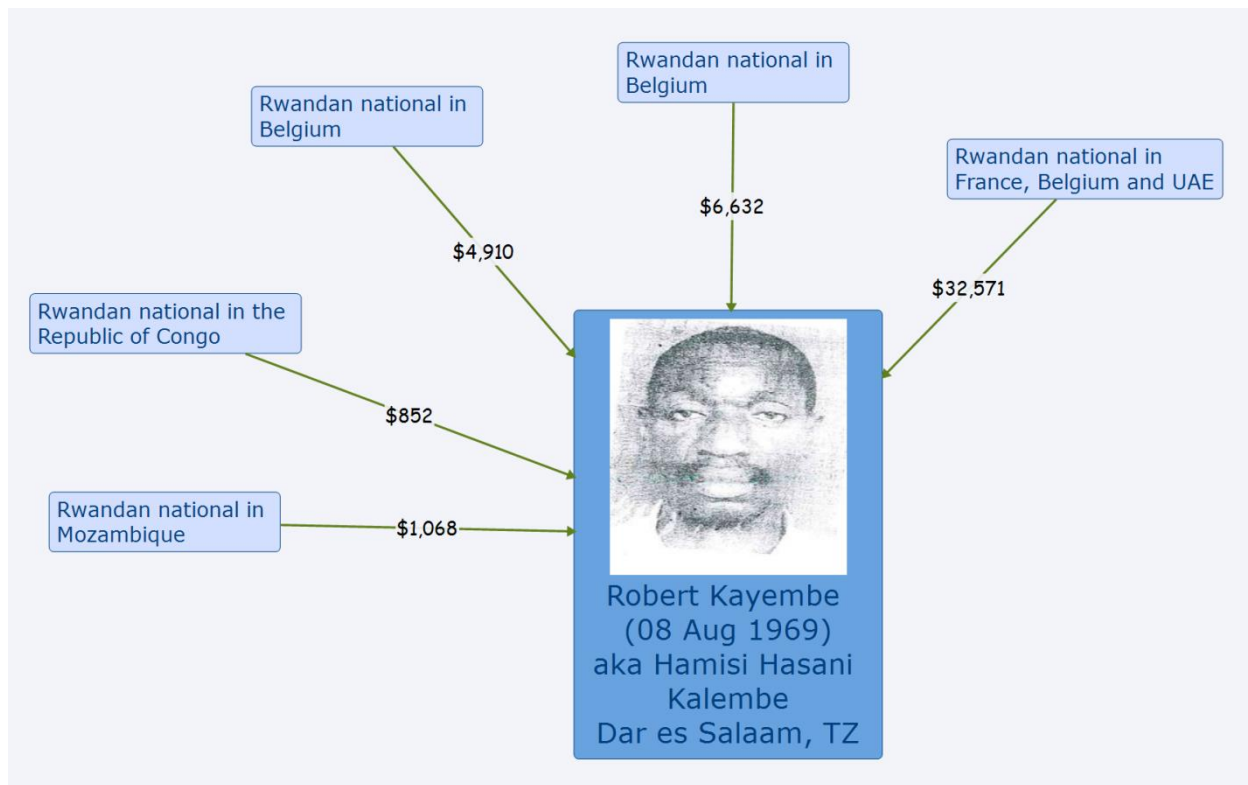 Rwandan national in
Belgium
Rwandan national in
Belgium
Rwandan national in
France, Belgium and UAE
$6,632
$4,910
$32,571
Rwandan national in the
Republic of Congo
$852
Rwandan national in
Mozambique
$1,068
Robert Kayembe
(08 Aug 1969)
aka Hamisi Hasani
Kalembe
Dar es Salaam, TZ